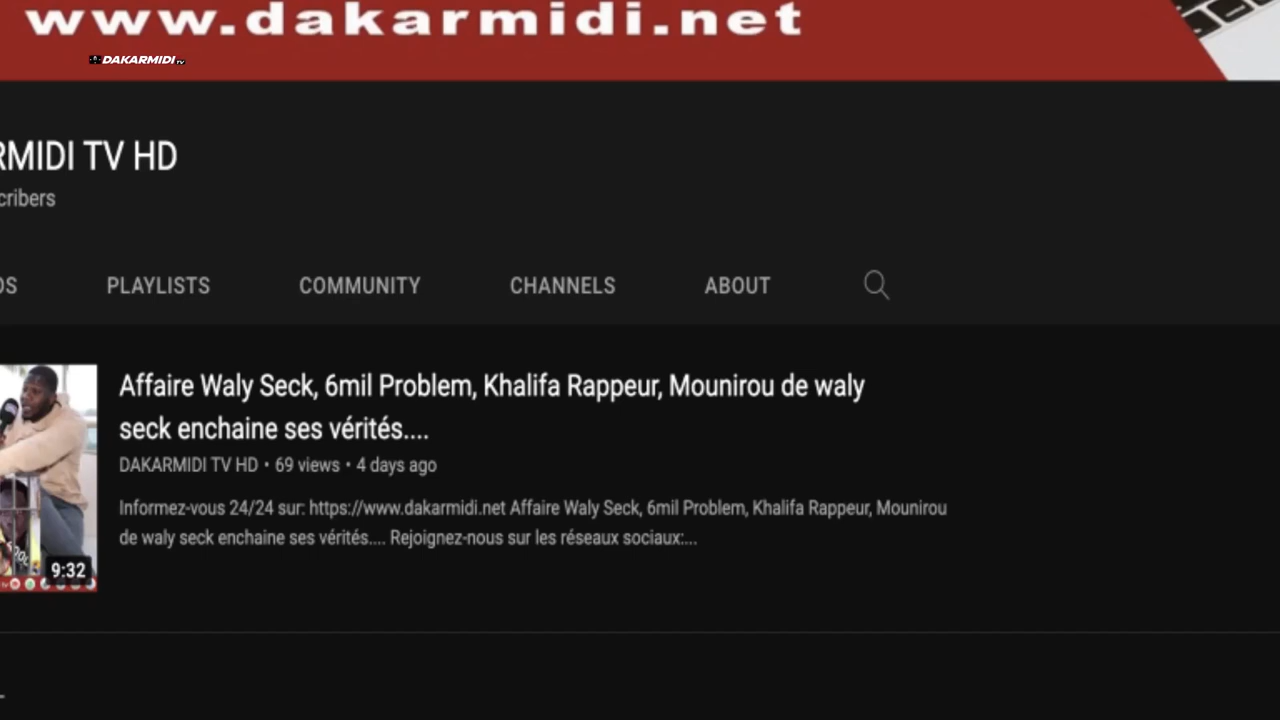 www.dakarmidi.net
DAKARMIDI TV
RMIDI TV HD
cribers
OS
PLAYLISTS
COMMUNITY
CHANNELS
ABOUT
Affaire Waly Seck, 6mil Problem, Khalifa Rappeur, Mounirou de waly
seck enchaine ses vérités....
DAKARMIDI TV HD • 69 views • 4 days ago
Informez-vous 24/24 sur: https://www.dakarmidi.net Affaire Waly Seck, 6mil Problem, Khalifa Rappeur, Mounirou
de waly seck enchaine ses vérités.... Rejoignez-nous sur les réseaux sociaux:...
9:32